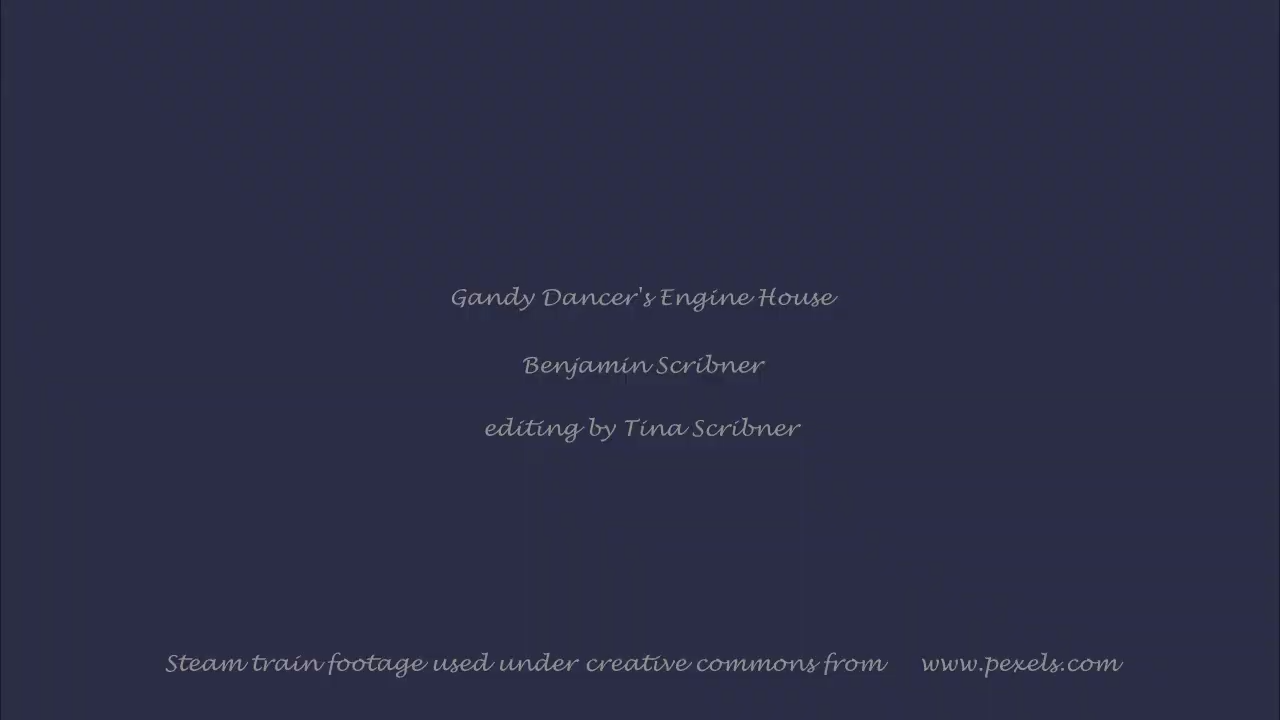 Gandy Dancer's Engine House
Benjamin Scribner
editing by Tina Scribner
Steam train footage used under creative commons from www.pexels.com